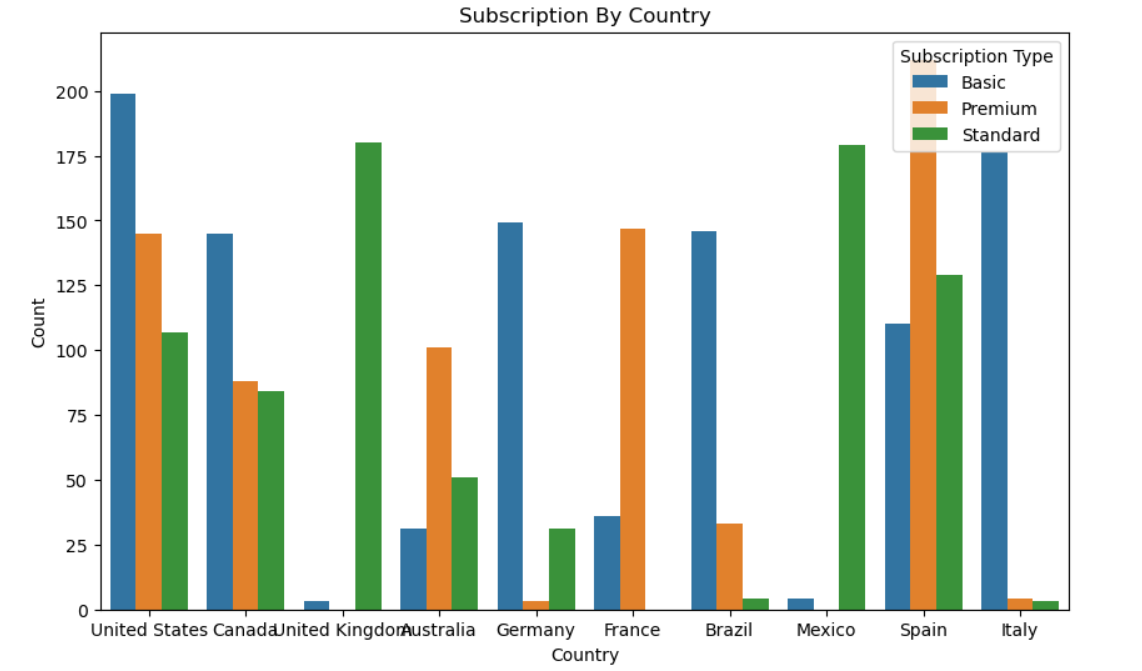 Subscription By Country
Subscription Type
Basic
Premium
Standard
200
175
150
125
100
75
50
25
0
Count
United States Canada United Kingdom Australia Germany France Brazil Mexico Spain Italy
Country